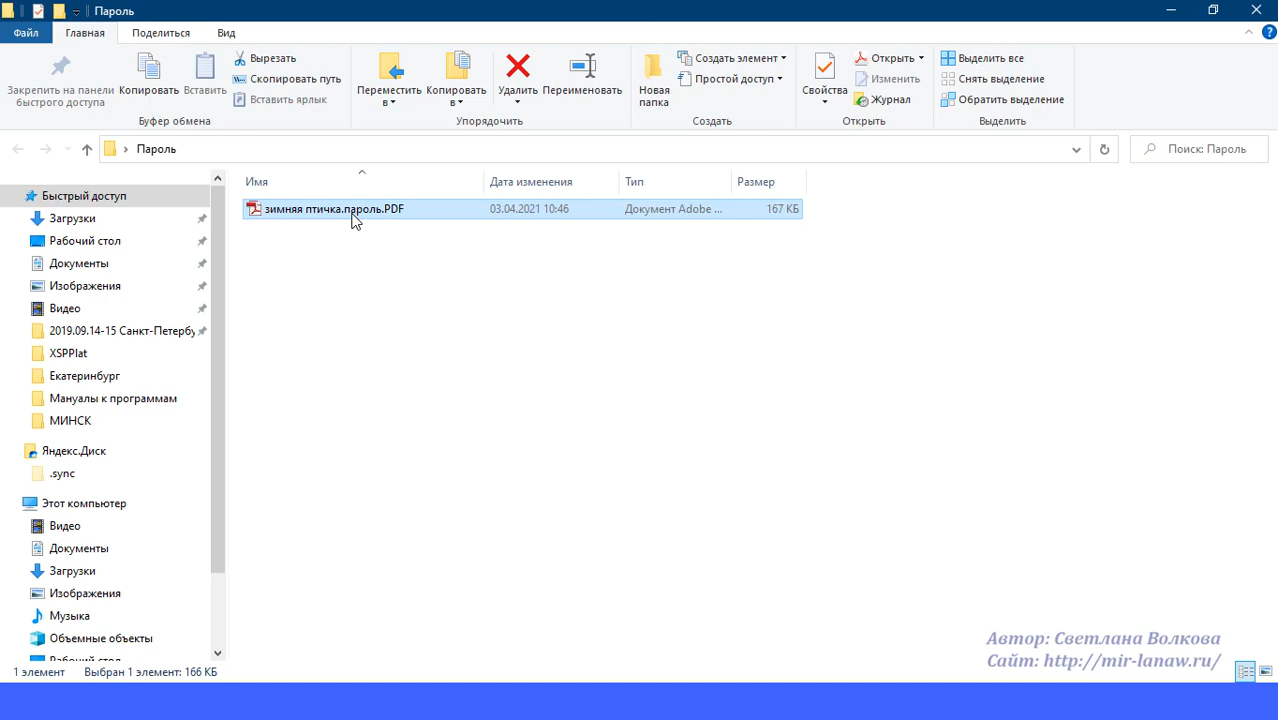 Пароль
Файл
Главная
Поделиться
Вид
Закрепить на панели быстрого доступа
Копировать
Вставить
Вырезать
Скопировать путь
Вставить ярлык
Буфер обмена
Переместить в
Копировать в
Удалить
Переименовать
Упорядочить
Новая папка
Создать элемент
Простой доступ
Создать
Свойства
Открыть
Изменить
Журнал
Открыть
Выделить все
Снять выделение
Обратить выделение
Выделить
Пароль
Поиск: Пароль
Имя
Дата изменения
Тип
Размер
зимняя птичка.пароль.PDF
03.04.2021 10:46
Документ Adobe ...
167 КБ
Быстрый доступ
Загрузки
Рабочий стол
Документы
Изображения
Видео
2019.09.14-15 Санкт-Петербу
XSPPlat
Екатеринбург
Мануалы к программам
МИНСК
Яндекс.Диск
.sync
Этот компьютер
Видео
Документы
Загрузки
Изображения
Музыка
Объемные объекты
Рабочий стол
Автор: Светлана Волкова
Сайт: http://mir-lanaw.ru/
1 элемент
Выбран 1 элемент: 166 КБ